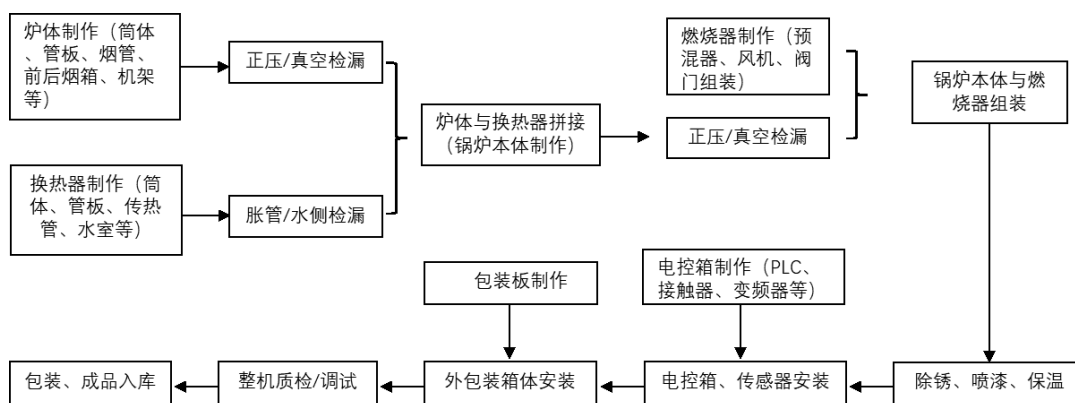 炉体制作（筒体
、管板、烟管、
前后烟箱、机架
等）
正压/真空检漏
换热器制作（筒
体、管板、传热
管、水室等）
胀管/水侧检漏
炉体与换热器拼接
（锅炉本体制作）
燃烧器制作（预
混器、风机、阀
门组装）
正压/真空检漏
锅炉本体与燃
烧器组装
包装板制作
电控箱制作（PLC、
接触器、变频器等）
除锈、喷漆、保温
电控箱、传感器安装
外包装箱体安装
整机质检/调试
包装、成品入库